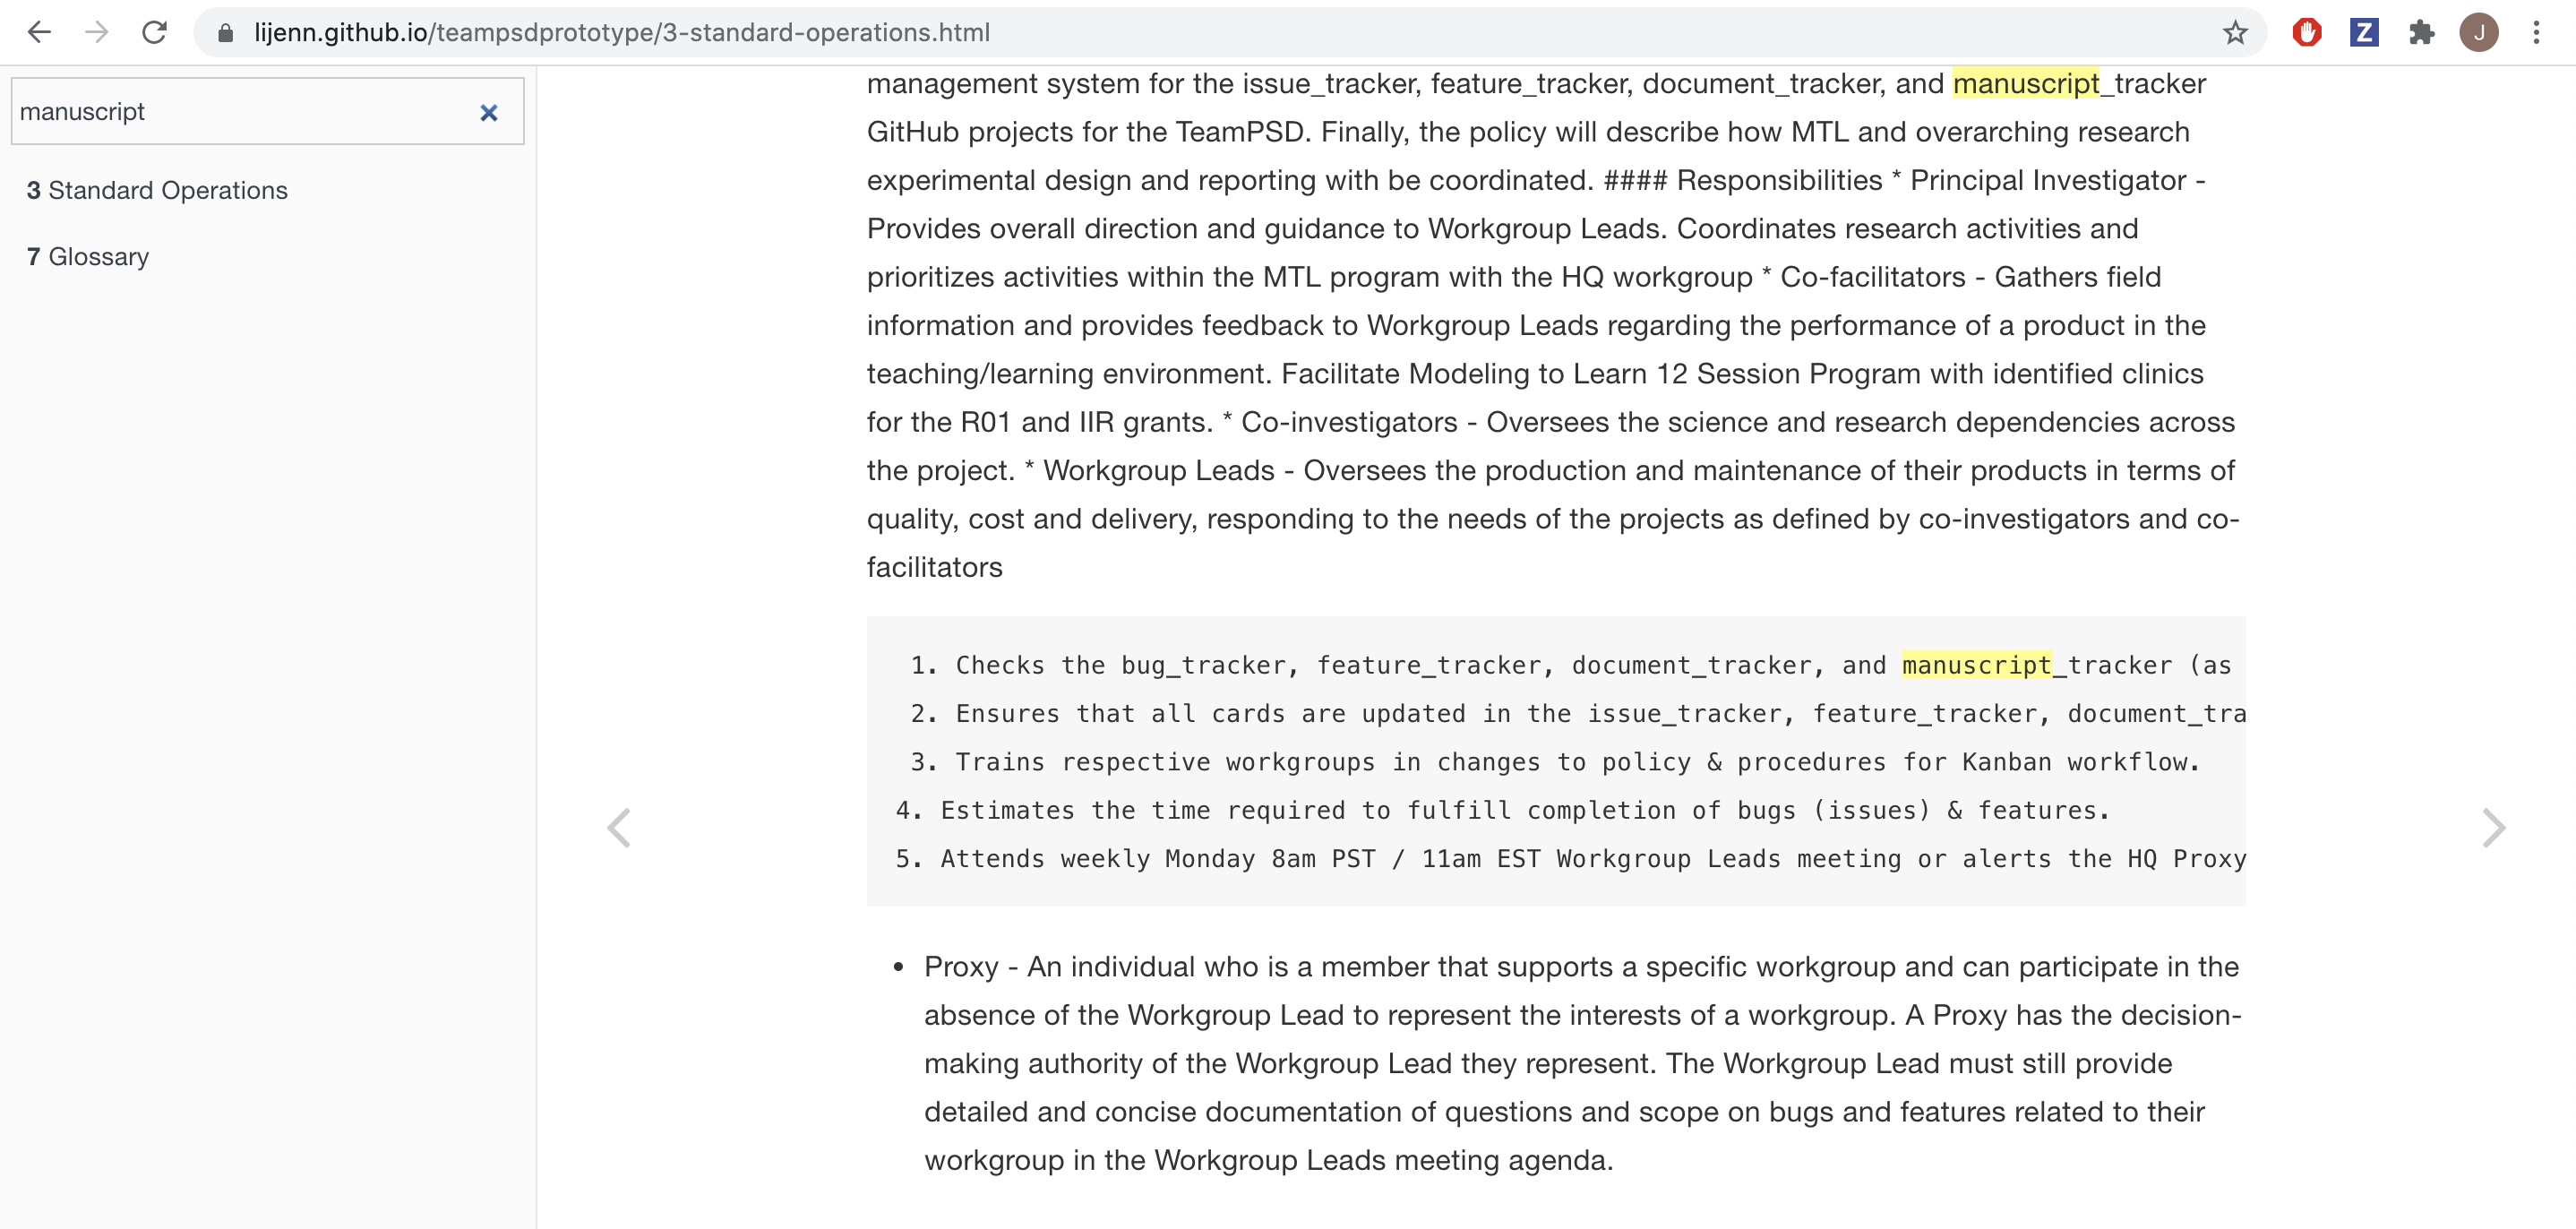 lijenn.github.io/teampsdprototype/3-standard-operations.html
Z
J
manuscript
3 Standard Operations
7 Glossary
management system for the issue_tracker, feature_tracker, document_tracker, and manuscript_tracker
GitHub projects for the TeamPSD. Finally, the policy will describe how MTL and overarching research
experimental design and reporting with be coordinated. #### Responsibilities * Principal Investigator -
Provides overall direction and guidance to Workgroup Leads. Coordinates research activities and
prioritizes activities within the MTL program with the HQ workgroup * Co-facilitators - Gathers field
information and provides feedback to Workgroup Leads regarding the performance of a product in the
teaching/learning environment. Facilitate Modeling to Learn 12 Session Program with identified clinics
for the R01 and IIR grants. * Co-investigators - Oversees the science and research dependencies across
the project. * Workgroup Leads - Oversees the production and maintenance of their products in terms of
quality, cost and delivery, responding to the needs of the projects as defined by co-investigators and co-
facilitators
1. Checks the bug_tracker, feature_tracker, document_tracker, and manuscript_tracker (as
2. Ensures that all cards are updated in the issue_tracker, feature_tracker, document_tra
3. Trains respective workgroups in changes to policy & procedures for Kanban workflow.
4. Estimates the time required to fulfill completion of bugs (issues) & features.
5. Attends weekly Monday 8am PST / 11am EST Workgroup Leads meeting or alerts the HQ Proxy
• Proxy - An individual who is a member that supports a specific workgroup and can participate in the
absence of the Workgroup Lead to represent the interests of a workgroup. A Proxy has the decision-
making authority of the Workgroup Lead they represent. The Workgroup Lead must still provide
detailed and concise documentation of questions and scope on bugs and features related to their
workgroup in the Workgroup Leads meeting agenda.